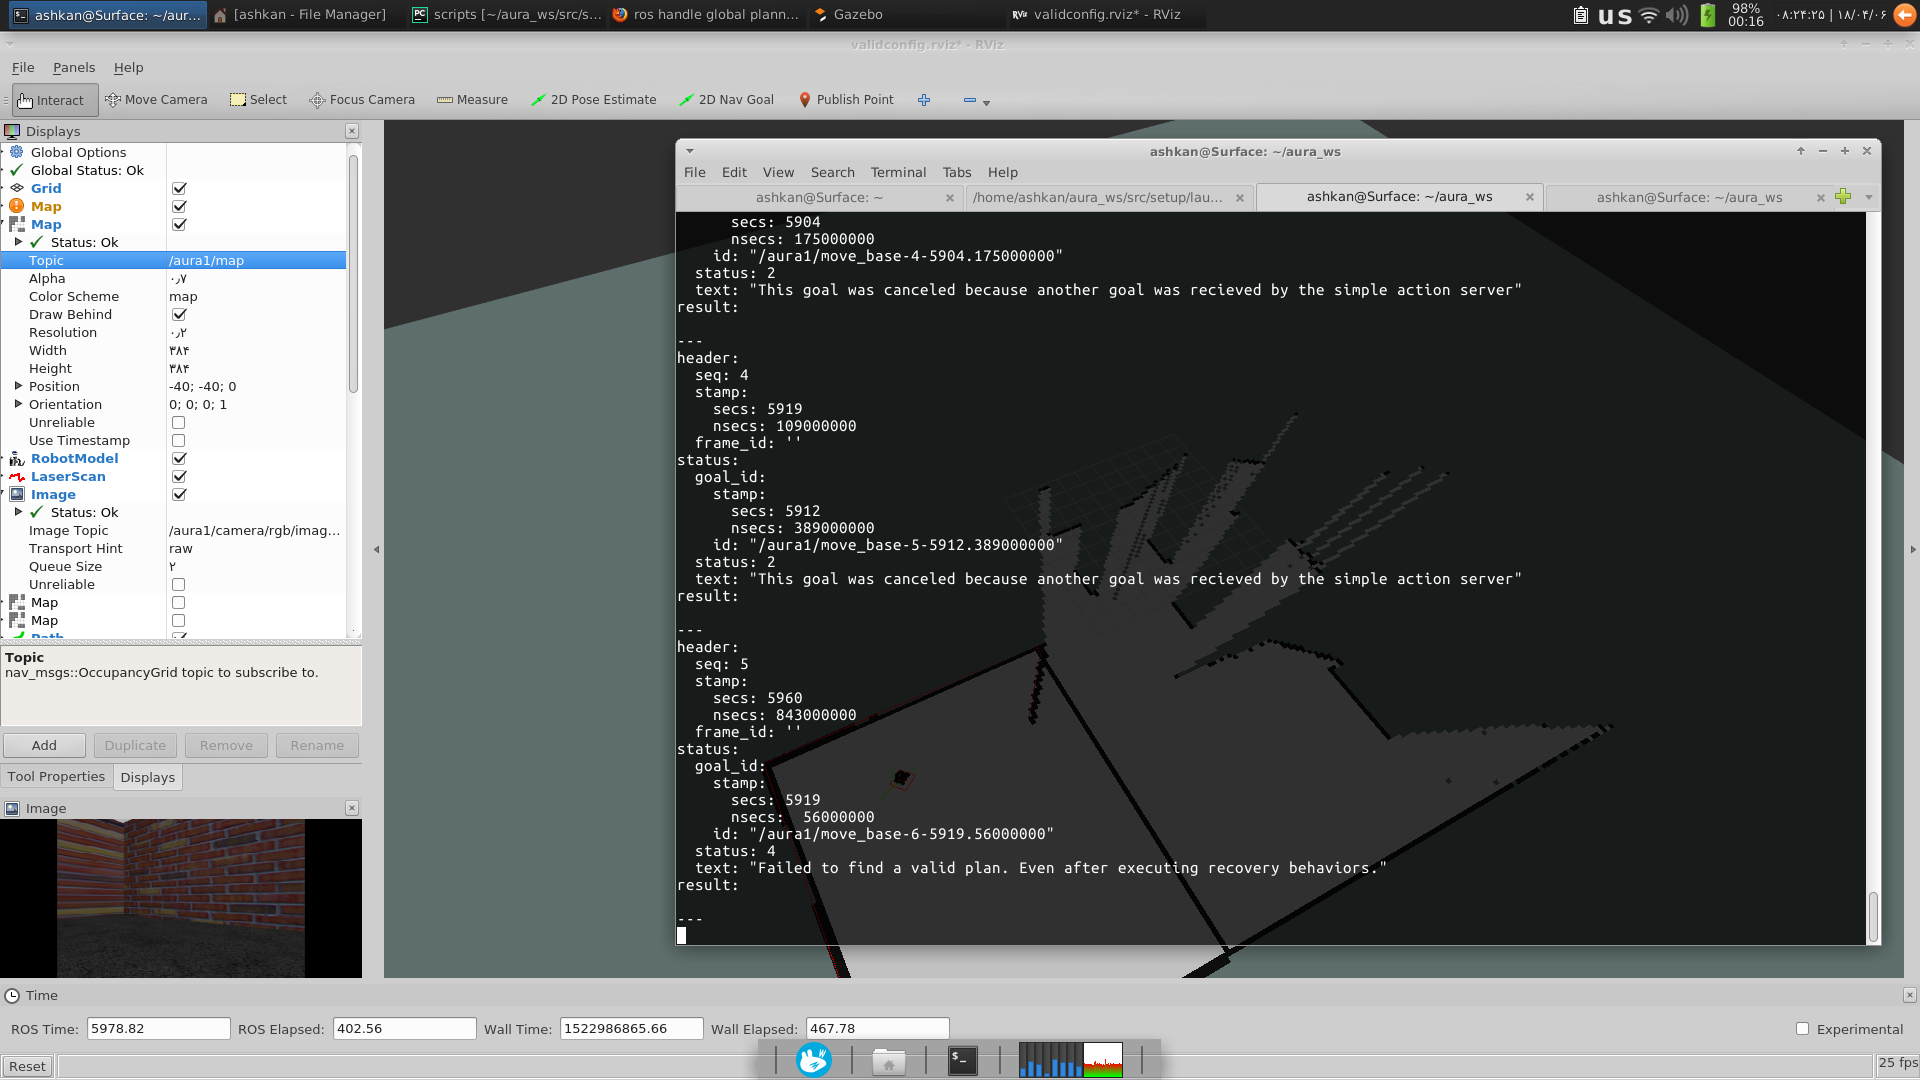 ashkan@Surface: ~/aur...
[ashkan - File Manager]
scripts [~/aura_ws/src/s...
ros handle global plann...
Gazebo
validconfig.rviz* - RViz
us
98%
00:16
۰۸:۲۴:۲۵ | ۱۸/۰۴/۰۶
validconfig.rviz* - RViz
File Panels Help
Interact Move Camera Select Focus Camera Measure 2D Pose Estimate 2D Nav Goal Publish Point
Displays
Global Options
Global Status: Ok
Grid
Map
Map
Status: Ok
Topic /aura1/map
Alpha ۰٫۷
Color Scheme map
Draw Behind
Resolution ۰٫۲
Width ۳۸۴
Height ۳۸۴
Position -40; -40; 0
Orientation 0; 0; 0; 1
Unreliable
Use Timestamp
RobotModel
LaserScan
Image
Status: Ok
Image Topic /aura1/camera/rgb/imag...
Transport Hint raw
Queue Size ۲
Unreliable
Map
Map
Path
Topic
nav_msgs::OccupancyGrid topic to subscribe to.
Add Duplicate Remove Rename
Tool Properties Displays
Image
ashkan@Surface: ~/aura_ws
File Edit View Search Terminal Tabs Help
ashkan@Surface: ~
/home/ashkan/aura_ws/src/setup/lau...
ashkan@Surface: ~/aura_ws
ashkan@Surface: ~/aura_ws
secs: 5904
nsecs: 175000000
id: "/aura1/move_base-4-5904.175000000"
status: 2
text: "This goal was canceled because another goal was recieved by the simple action server"
result:
---
header:
seq: 4
stamp:
secs: 5919
nsecs: 109000000
frame_id: ''
status:
goal_id:
stamp:
secs: 5912
nsecs: 389000000
id: "/aura1/move_base-5-5912.389000000"
status: 2
text: "This goal was canceled because another goal was recieved by the simple action server"
result:
---
header:
seq: 5
stamp:
secs: 5960
nsecs: 843000000
frame_id: ''
status:
goal_id:
stamp:
secs: 5919
nsecs:  56000000
id: "/aura1/move_base-6-5919.56000000"
status: 4
text: "Failed to find a valid plan. Even after executing recovery behaviors."
result:
---
Time
ROS Time: 5978.82 ROS Elapsed: 402.56 Wall Time: 1522986865.66 Wall Elapsed: 467.78 Experimental
Reset
25 fps